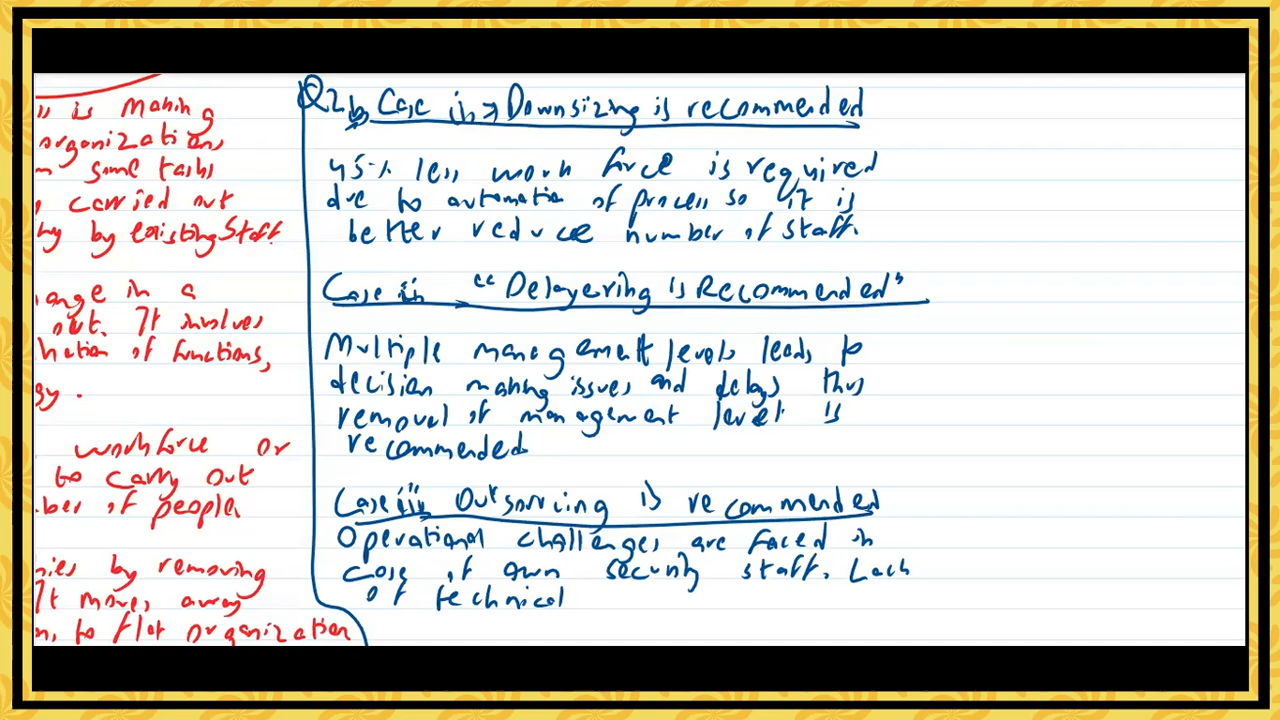 is making
organizations
some tasks
carried out
by existing Staff.
ange in a
out. It involves
nation of functions,
gy.
workforce or
to carry out
ber of people.
nies by removing
It moves away
n, to flat organization
Q2 b, Case i, → Downsizing is recommended
45% less work force is required
due to automation of process so it is
better reduce number of staff.
Case ii "Delayering is Recommended"
Multiple management levels leads to
decision making issues and delays thus
removal of management level is
recommended
Case iii Outsourcing is recommended
Operational challenges are faced in
case of own security staff. Lack
of technical